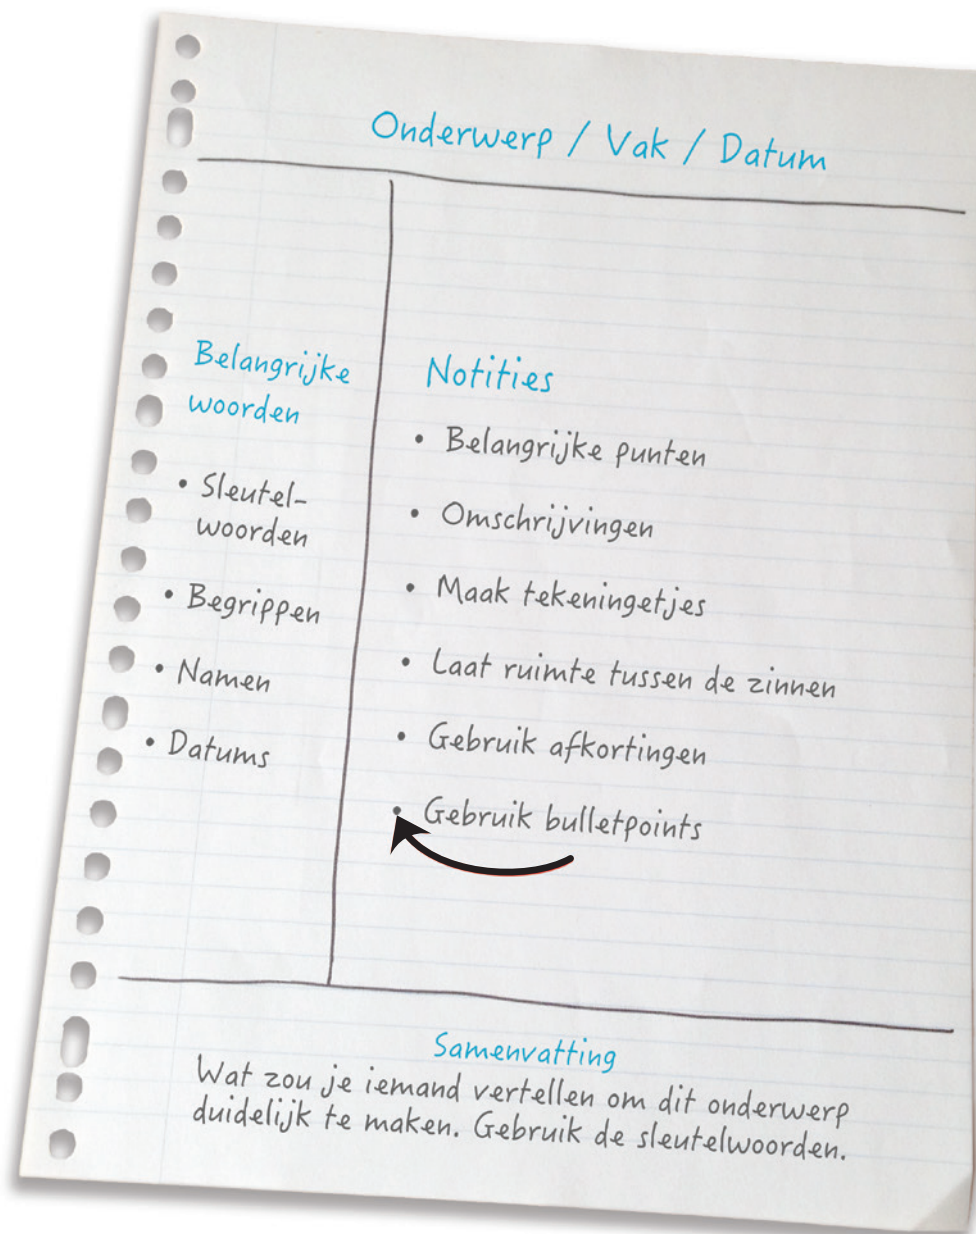 Onderwerp / Vak / Datum
Belangrijke
woorden
• Sleutel-
woorden
• Begrippen
• Namen
• Datums
Notities
• Belangrijke punten
• Omschrijvingen
• Maak tekeningetjes
• Laat ruimte tussen de zinnen
• Gebruik afkortingen
• Gebruik bulletpoints
Samenvatting
Wat zou je iemand vertellen om dit onderwerp
duidelijk te maken. Gebruik de sleutelwoorden.